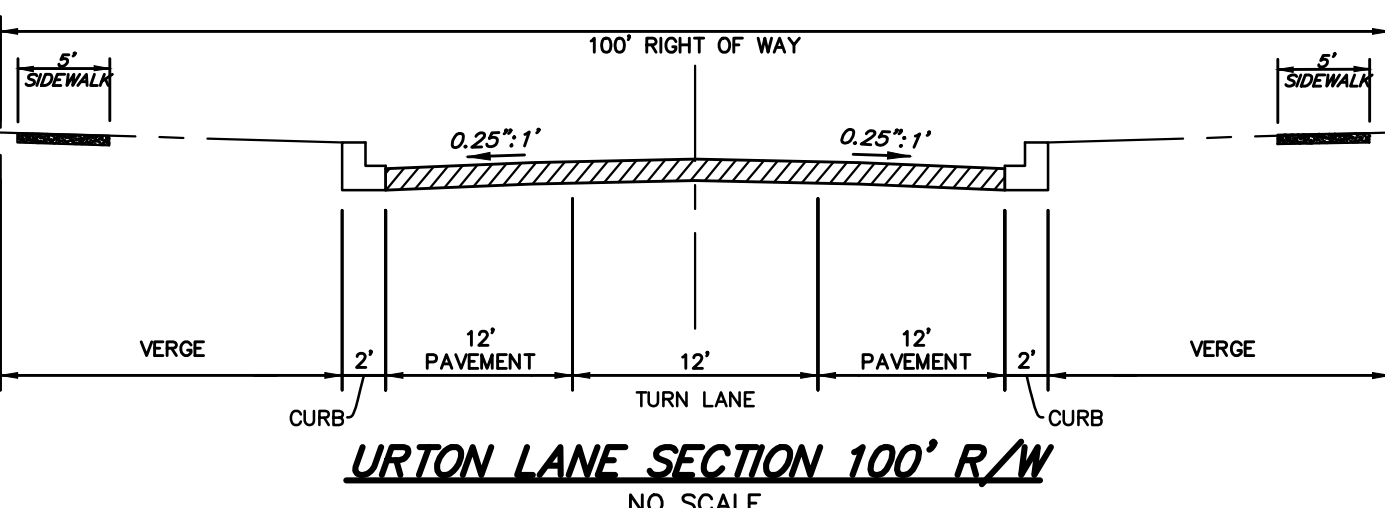 100' RIGHT OF WAY
5'
SIDEWALK
5'
SIDEWALK
0.25":1'
0.25":1'
VERGE
2'
12'
PAVEMENT
12'
12'
PAVEMENT
2'
VERGE
CURB
TURN LANE
CURB
URTON LANE SECTION 100' R/W
NO SCALE